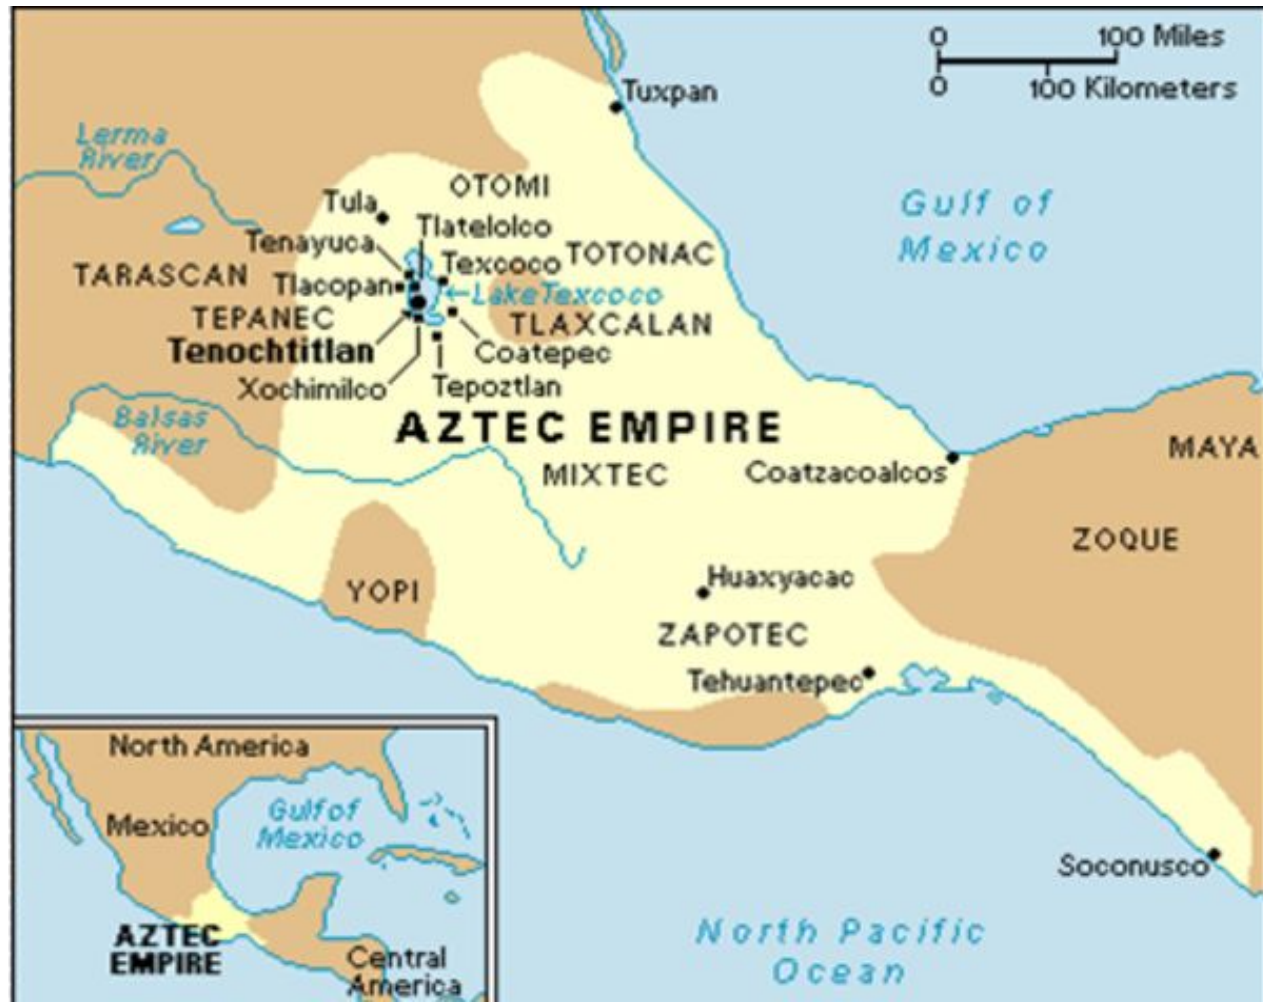 0 100 Miles
0 100 Kilometers
Tuxpan
Lerma
River
OTOMI
Gulf of
Mexico
Tula
Tlatelolco
Tenayuca
Texcoco
TOTONAC
TARASCAN
Tlacopan
←Lake Texcoco
TEPANEC
TLAXCALAN
Tenochtitlan
Coatepec
Xochimilco
Tepoztlan
Balsas
River
AZTEC EMPIRE
MAYA
MIXTEC
Coatzacoalcos
ZOQUE
YOPI
Huaxyacac
ZAPOTEC
Tehuantepec
Soconusco
North Pacific
Ocean
North America
Gulf of
Mexico
Mexico
AZTEC
EMPIRE
Central
America